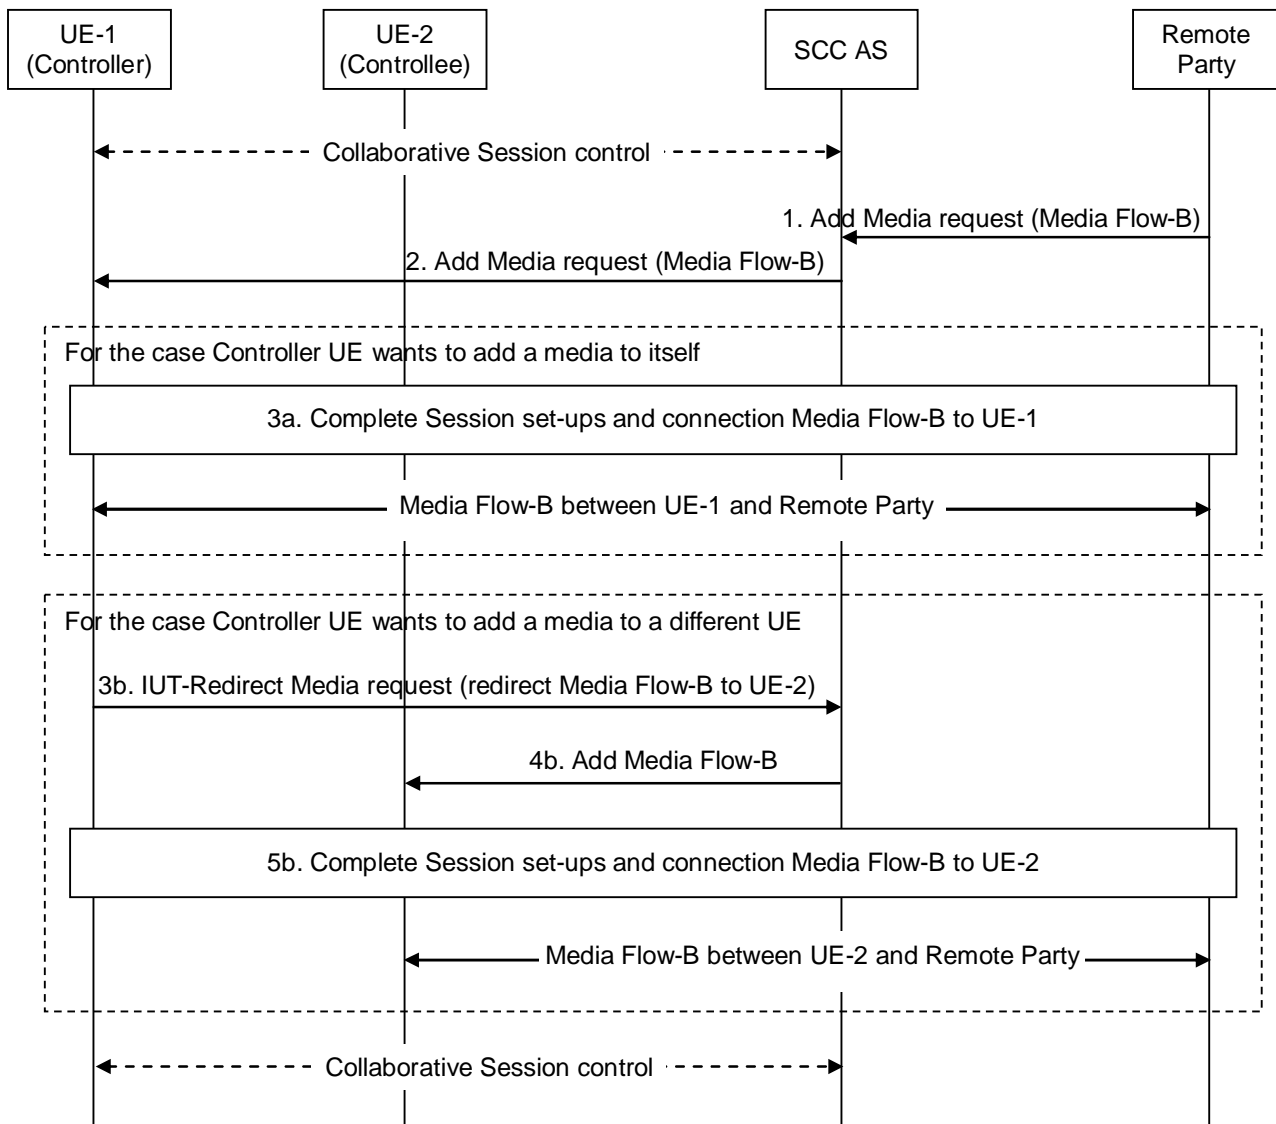 UE-1
(Controller)
UE-2
(Controllee)
SCC AS
Remote
Party
Collaborative Session control
1. Add Media request (Media Flow-B)
2. Add Media request (Media Flow-B)
For the case Controller UE wants to add a media to itself
3a. Complete Session set-ups and connection Media Flow-B to UE-1
Media Flow-B between UE-1 and Remote Party
For the case Controller UE wants to add a media to a different UE
3b. IUT-Redirect Media request (redirect Media Flow-B to UE-2)
4b. Add Media Flow-B
5b. Complete Session set-ups and connection Media Flow-B to UE-2
Media Flow-B between UE-2 and Remote Party
Collaborative Session control